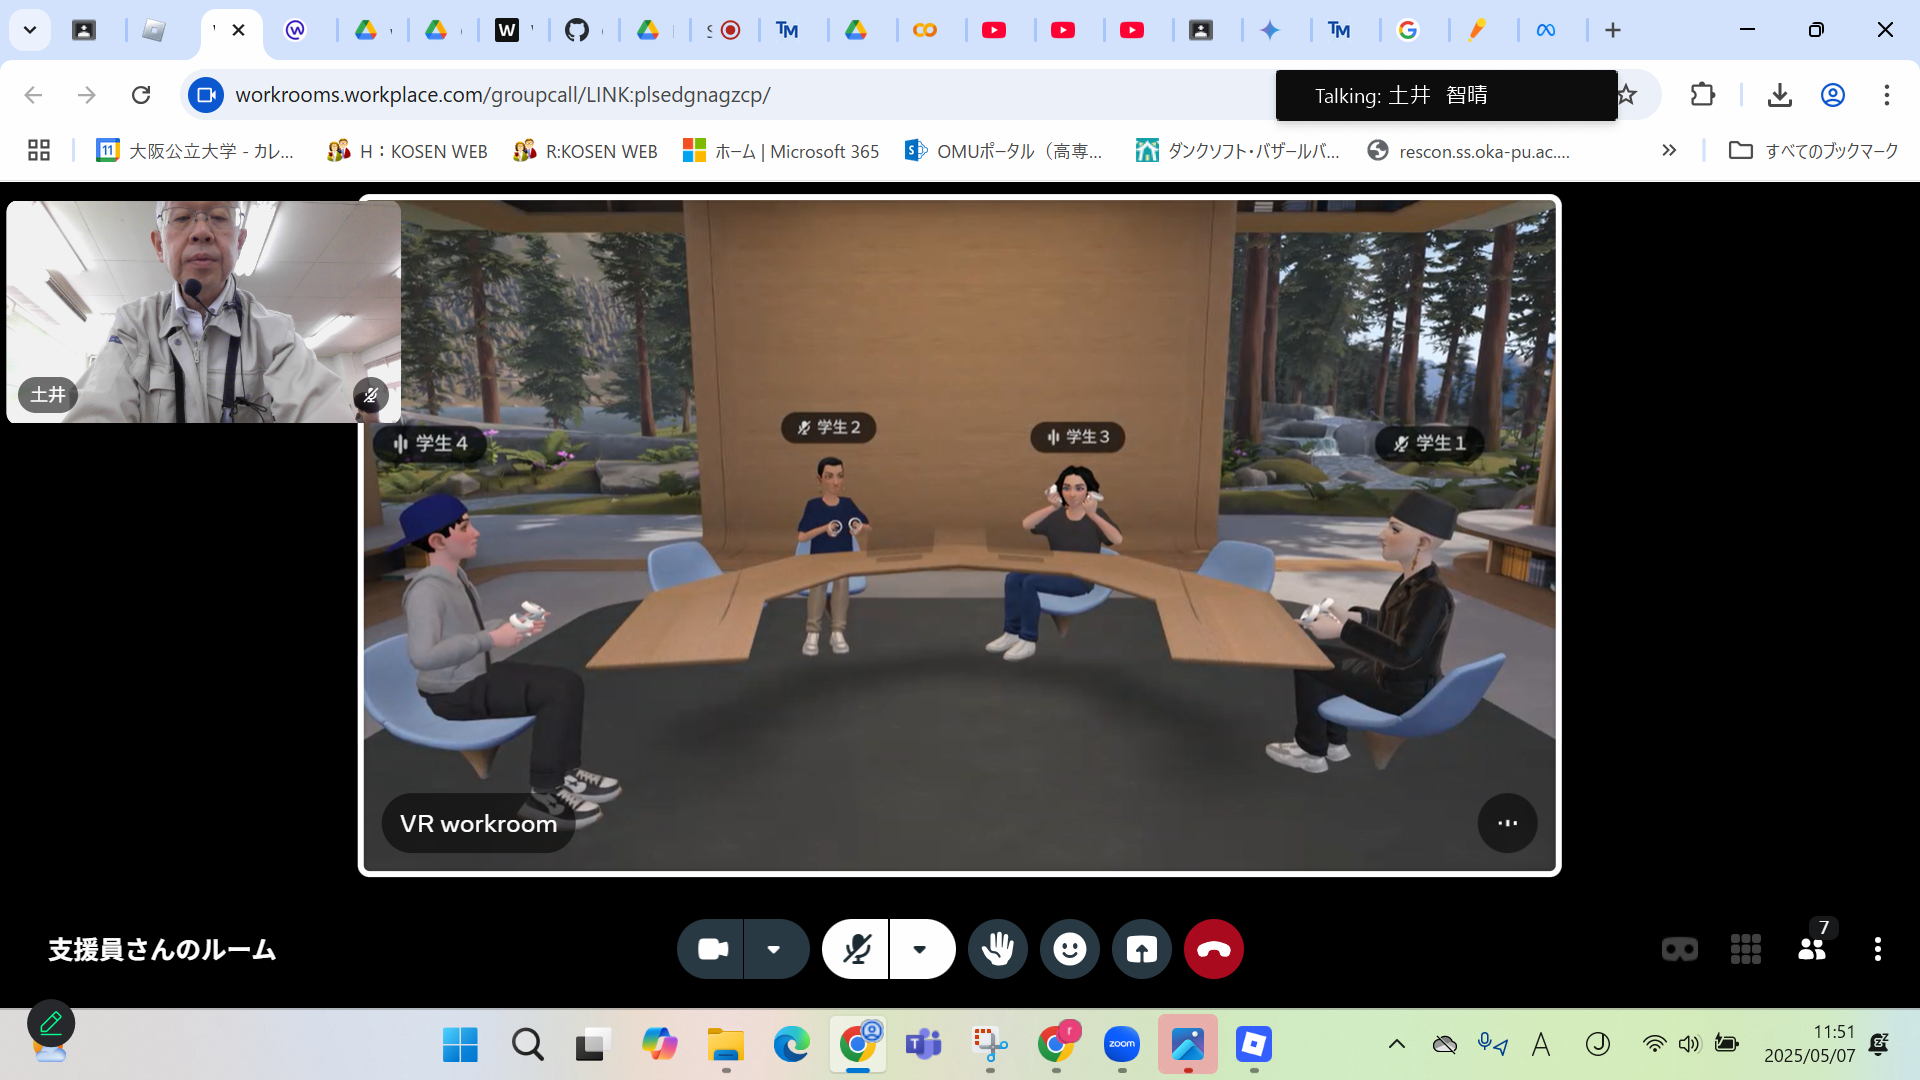 workrooms.workplace.com/groupcall/LINK:plsedgnagzcp/
Talking: 土井 智晴
11 大阪公立大学 - カレ...
H：KOSEN WEB
R:KOSEN WEB
ホーム | Microsoft 365
OMUポータル（高専...
ダンクソフト・バザールバ...
rescon.ss.oka-pu.ac....
»
すべてのブックマーク
土井
学生 4
学生 2
学生 3
学生 1
VR workroom
支援員さんのルーム
7
zoom
A
J
11:51
2025/05/07